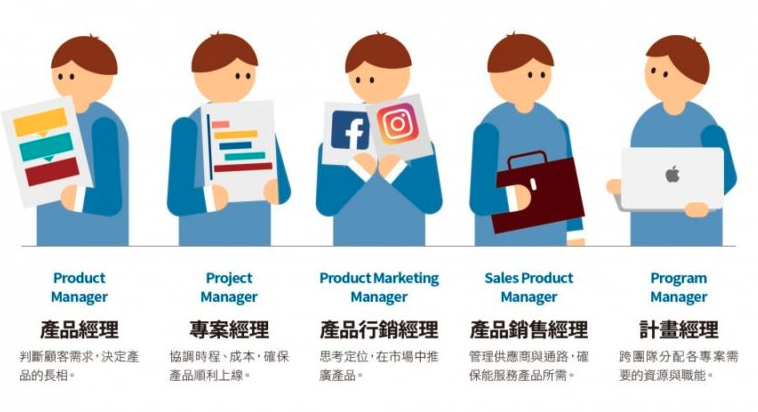 Product
Manager
產品經理
判斷顧客需求，決定產
品的長相。
Project
Manager
專案經理
協調時程、成本，確保
產品順利上線。
Product Marketing
Manager
產品行銷經理
思考定位，在市場中推
廣產品。
Sales Product
Manager
產品銷售經理
管理供應商與通路，確
保能服務產品所需。
Program
Manager
計畫經理
跨團隊分配各專案需
要的資源與職能。